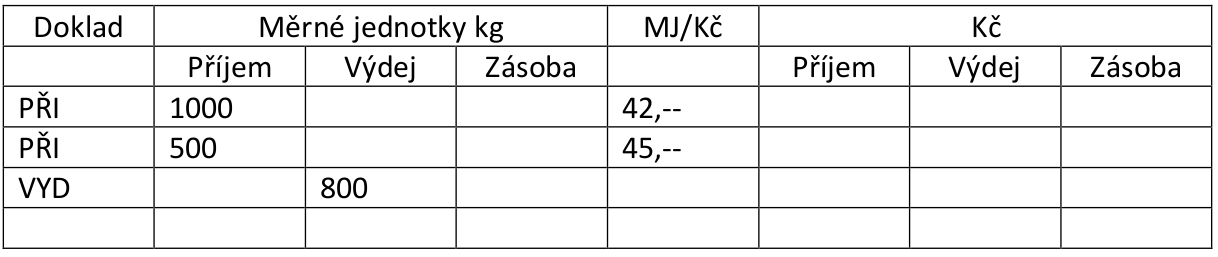 Doklad Měrné jednotky kg MJ/Kč Kč
Příjem Výdej Zásoba Příjem Výdej Zásoba
PŘI 1000 42,--
PŘI 500 45,--
VYD 800